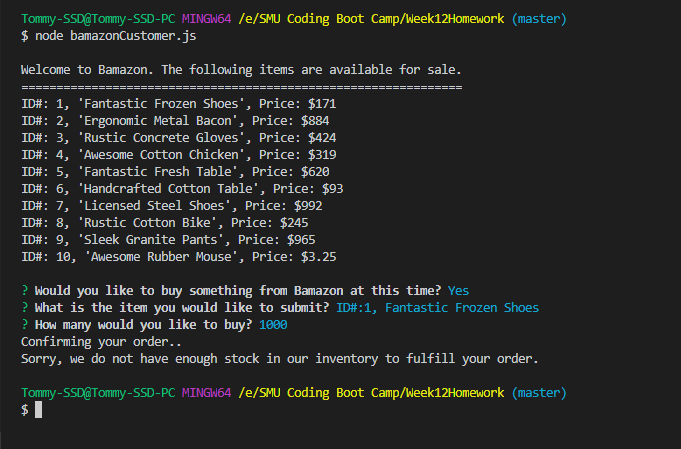 Tommy-SSD@Tommy-SSD-PC MINGW64 /e/SMU Coding Boot Camp/Week12Homework (master)
$ node bamazonCustomer.js
Welcome to Bamazon. The following items are available for sale.
===============================================================
ID#: 1, 'Fantastic Frozen Shoes', Price: $171
ID#: 2, 'Ergonomic Metal Bacon', Price: $884
ID#: 3, 'Rustic Concrete Gloves', Price: $424
ID#: 4, 'Awesome Cotton Chicken', Price: $319
ID#: 5, 'Fantastic Fresh Table', Price: $620
ID#: 6, 'Handcrafted Cotton Table', Price: $93
ID#: 7, 'Licensed Steel Shoes', Price: $992
ID#: 8, 'Rustic Cotton Bike', Price: $245
ID#: 9, 'Sleek Granite Pants', Price: $965
ID#: 10, 'Awesome Rubber Mouse', Price: $3.25
? Would you like to buy something from Bamazon at this time? Yes
? What is the item you would like to submit? ID#:1, Fantastic Frozen Shoes
? How many would you like to buy? 1000
Confirming your order..
Sorry, we do not have enough stock in our inventory to fulfill your order.
Tommy-SSD@Tommy-SSD-PC MINGW64 /e/SMU Coding Boot Camp/Week12Homework (master)
$